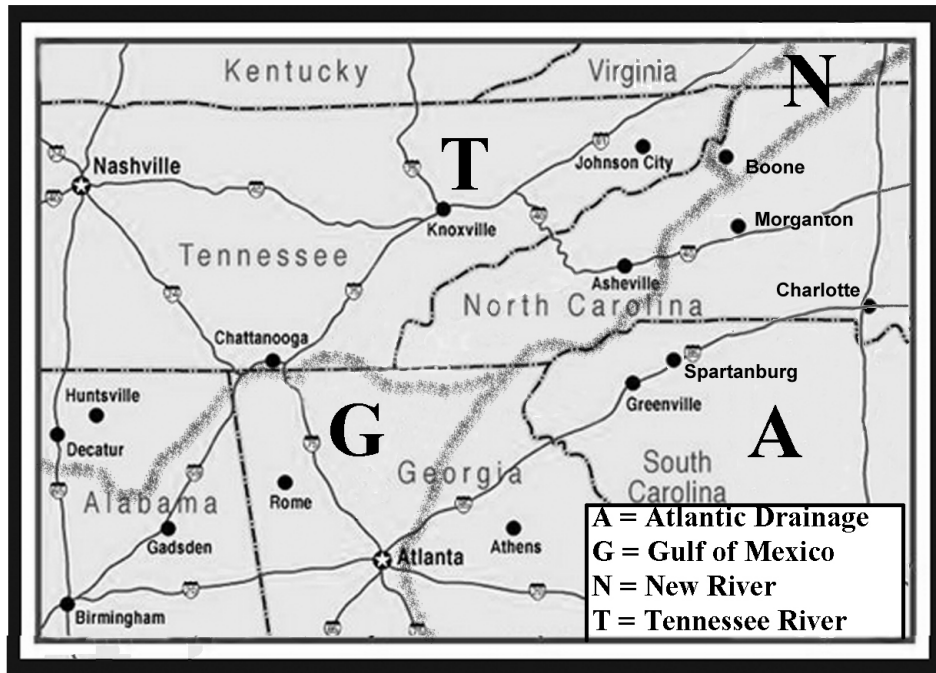 Kentucky
Virginia
N
Nashville
T
Johnson City
Boone
Knoxville
Morganton
Tennessee
Asheville
North Carolina
Charlotte
Chattanooga
Spartanburg
Greenville
Huntsville
G
A
Decatur
Georgia
South
Carolina
Alabama
Rome
Gadsden
Atlanta
Athens
Birmingham
A = Atlantic Drainage
G = Gulf of Mexico
N = New River
T = Tennessee River